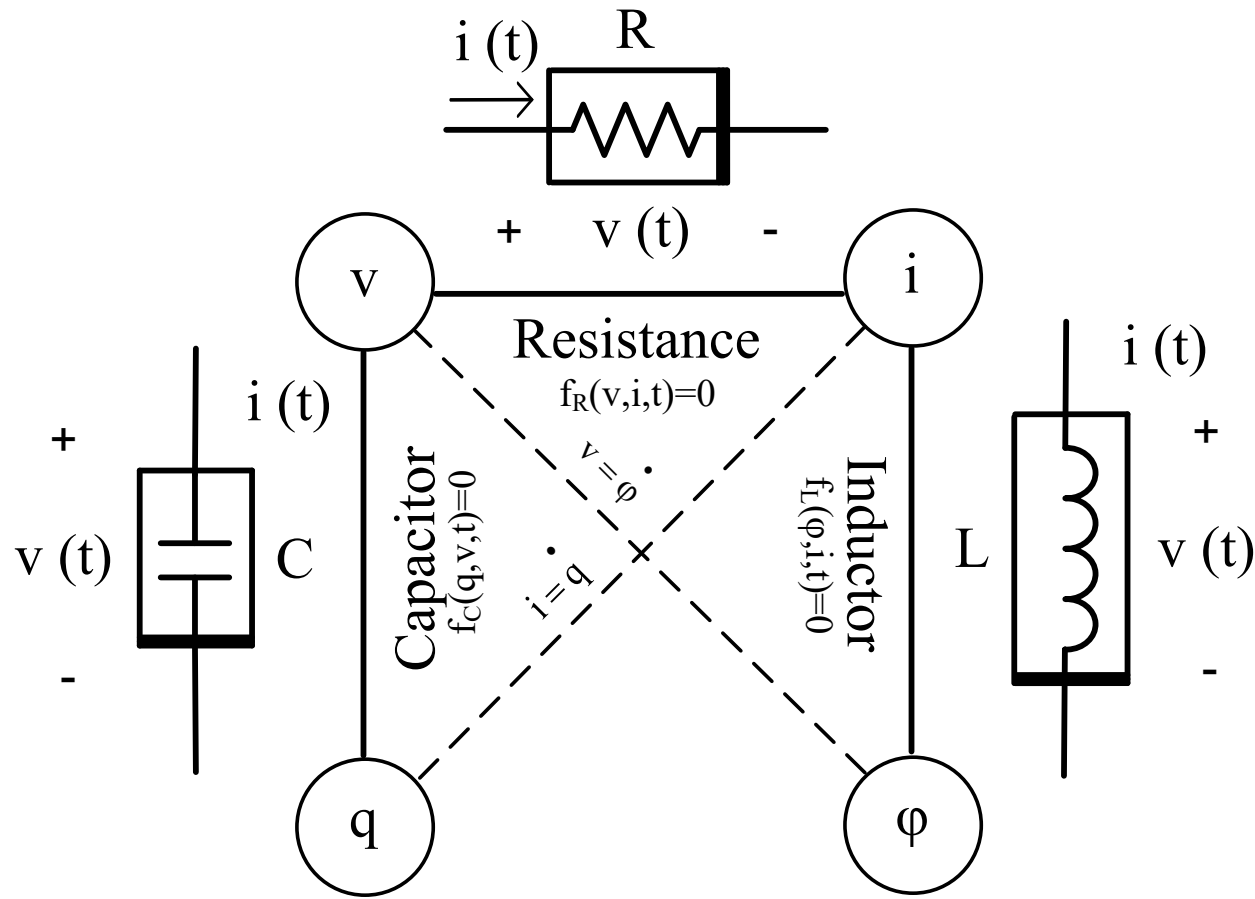 i (t)
R
+ v (t) -
v
i
Resistance
f_R(v,i,t)=0
i (t)
+
v (t)
-
C
Capacitor
f_C(q,v,t)=0
v = φ̇
i = q̇
Inductor
f_L(φ,i,t)=0
L
i (t)
+
v (t)
-
q
φ